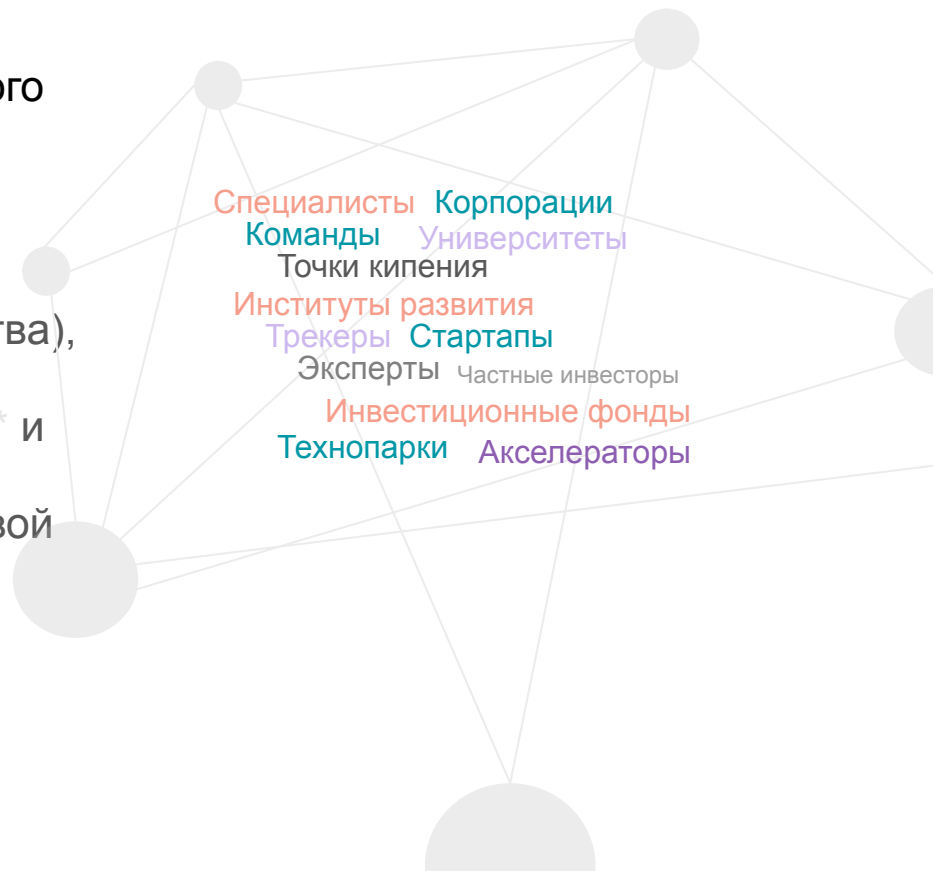 ого
Специалисты Корпорации
Команды Университеты
Точки кипения
Институты развития
тва),
Трекеры Стартапы
Эксперты Частные инвесторы
Инвестиционные фонды
* и
Технопарки Акселераторы
вой